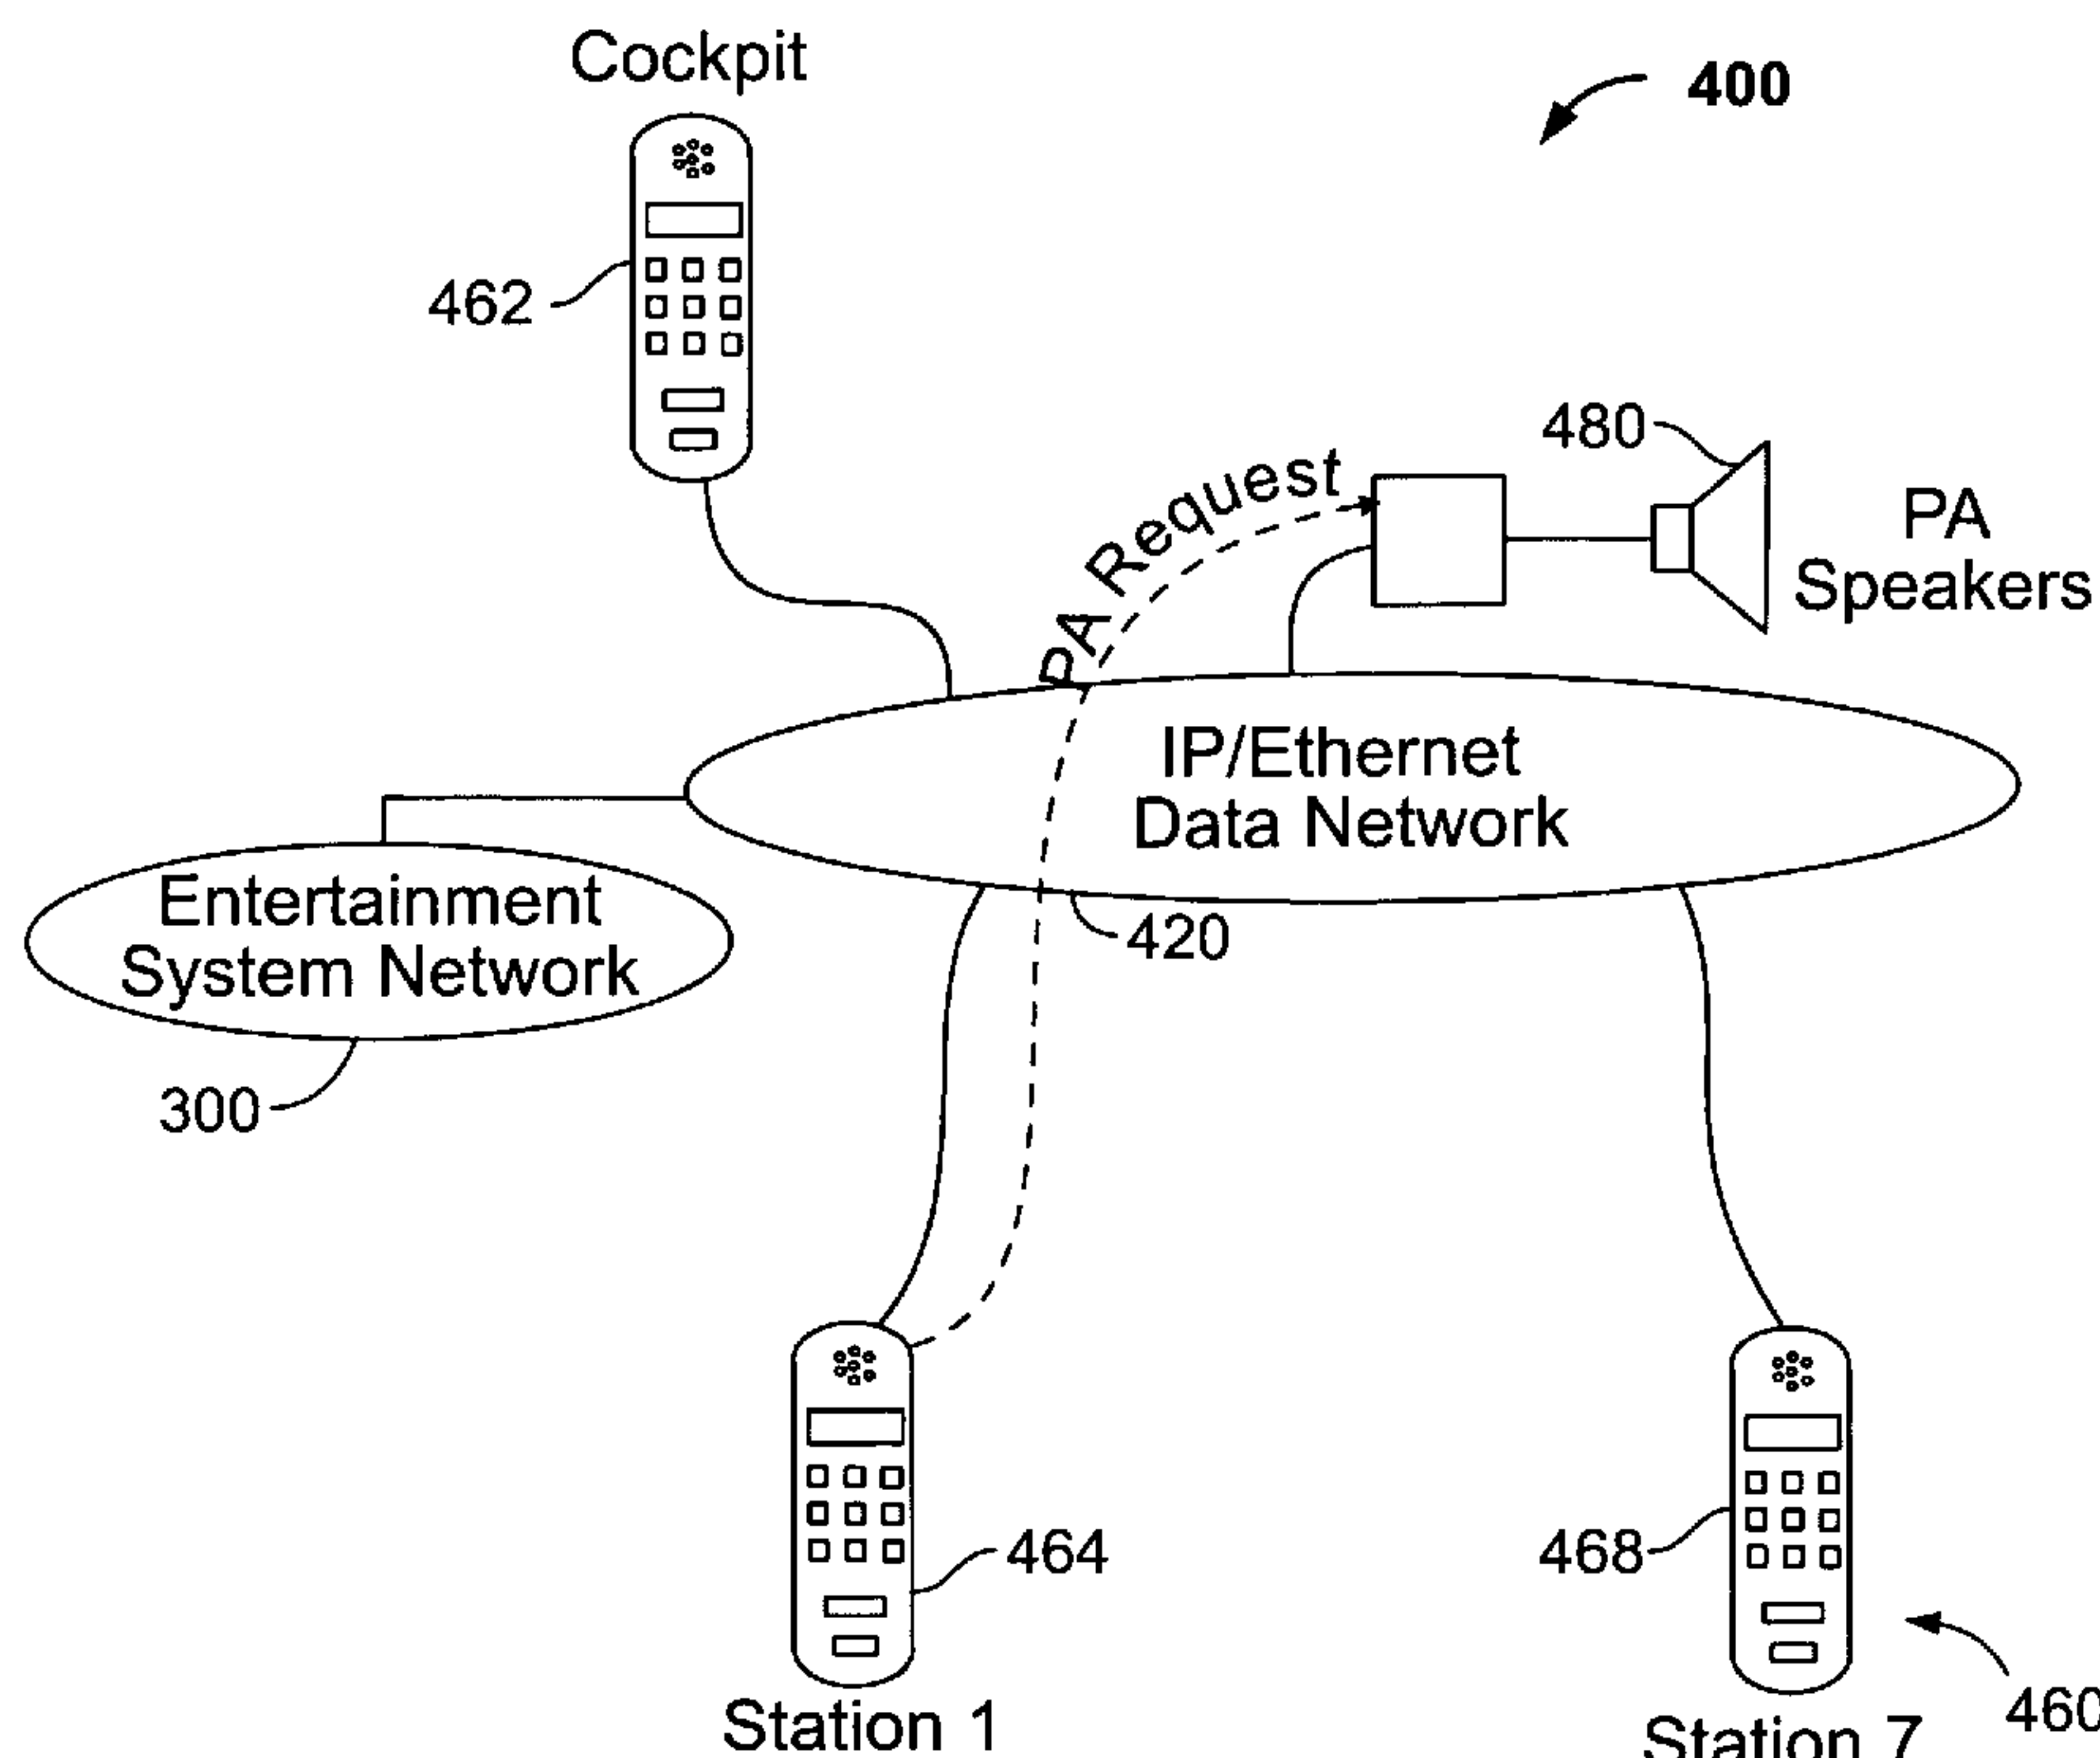 Cockpit
400
462
480
PA Request
PA
Speakers
IP/Ethernet
Data Network
Entertainment
System Network
420
300
464
468
460
Station 1
Station 7